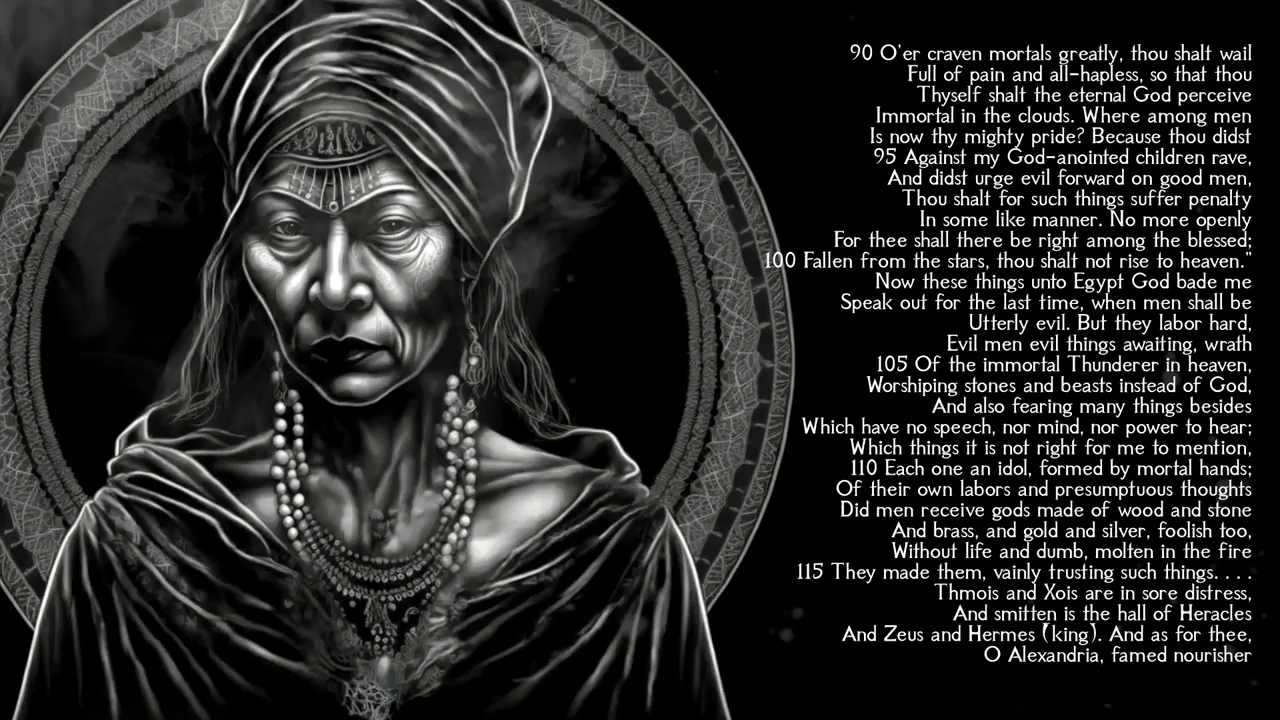 90 O'er craven mortals greatly, thou shalt wail
Full of pain and all-hapless, so that thou
Thyself shalt the eternal God perceive
Immortal in the clouds. Where among men
Is now thy mighty pride? Because thou didst
95 Against my God-anointed children rave,
And didst urge evil forward on good men,
Thou shalt for such things suffer penalty
In some like manner. No more openly
For thee shall there be right among the blessed;
100 Fallen from the stars, thou shalt not rise to heaven."
Now these things unto Egypt God bade me
Speak out for the last time, when men shall be
Utterly evil. But they labor hard,
Evil men evil things awaiting, wrath
105 Of the immortal Thunderer in heaven,
Worshiping stones and beasts instead of God,
And also fearing many things besides
Which have no speech, nor mind, nor power to hear;
Which things it is not right for me to mention,
110 Each one an idol, formed by mortal hands;
Of their own labors and presumptuous thoughts
Did men receive gods made of wood and stone
And brass, and gold and silver, foolish too,
Without life and dumb, molten in the fire
115 They made them, vainly trusting such things. . . .
Thmois and Xois are in sore distress,
And smitten is the hall of Heracles
And Zeus and Hermes (king). And as for thee,
O Alexandria, famed nourisher